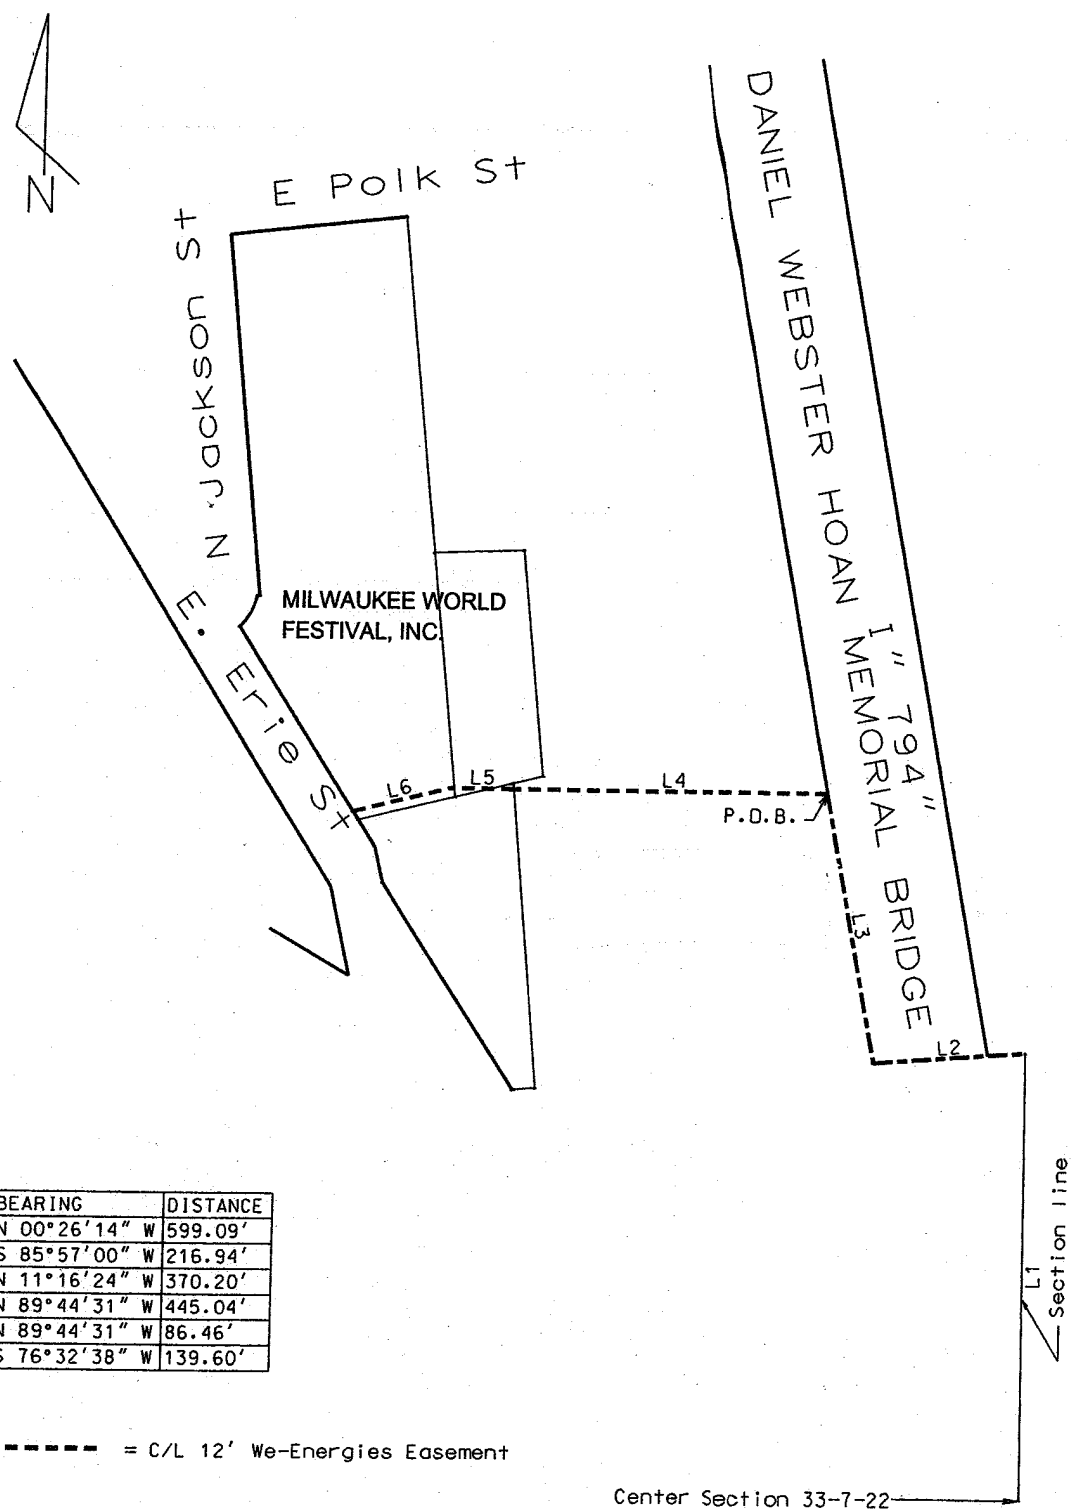 N
E Polk St
N Jackson St
E. Erie St
DANIEL WEBSTER HOAN MEMORIAL BRIDGE
I" 794"
MILWAUKEE WORLD
FESTIVAL, INC.
L6
L5
L4
P.O.B.
L3
L2
L1
Section line
BEARING DISTANCE
N 00°26'14" W 599.09'
S 85°57'00" W 216.94'
N 11°16'24" W 370.20'
N 89°44'31" W 445.04'
N 89°44'31" W 86.46'
S 76°32'38" W 139.60'
= C/L 12' We-Energies Easement
Center Section 33-7-22